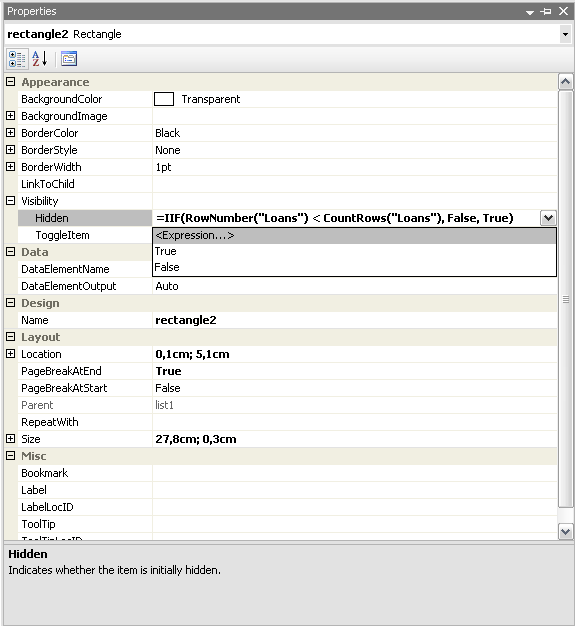 Properties
rectangle2 Rectangle
Appearance
BackgroundColor Transparent
BackgroundImage
BorderColor Black
BorderStyle None
BorderWidth 1pt
LinkToChild
Visibility
Hidden =IIF(RowNumber("Loans") < CountRows("Loans"), False, True)
ToggleItem <Expression...>
True
Data
False
DataElementName
DataElementOutput Auto
Design
Name rectangle2
Layout
Location 0,1cm; 5,1cm
PageBreakAtEnd True
PageBreakAtStart False
Parent list1
RepeatWith
Size 27,8cm; 0,3cm
Misc
Bookmark
Label
LabelLocID
ToolTip
ToolTipLocID
Hidden
Indicates whether the item is initially hidden.